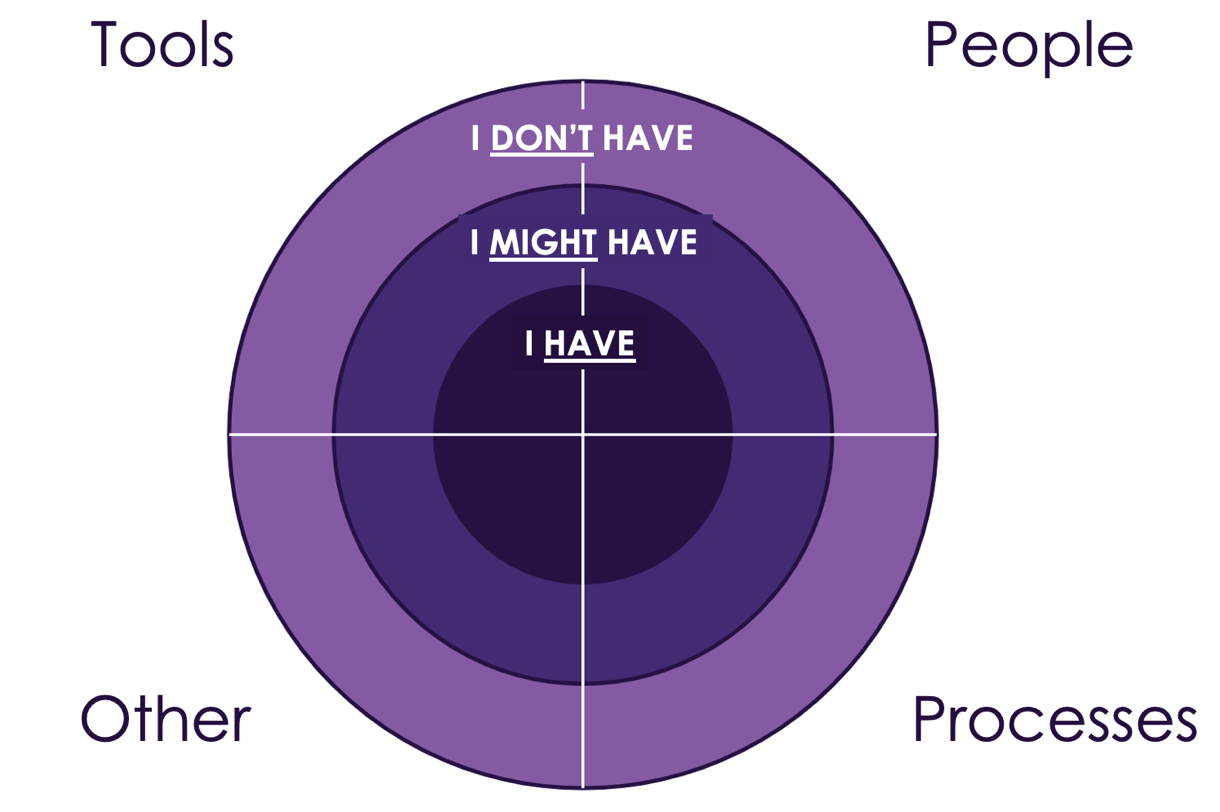 Tools
People
I DON'T HAVE
I MIGHT HAVE
I HAVE
Other
Processes